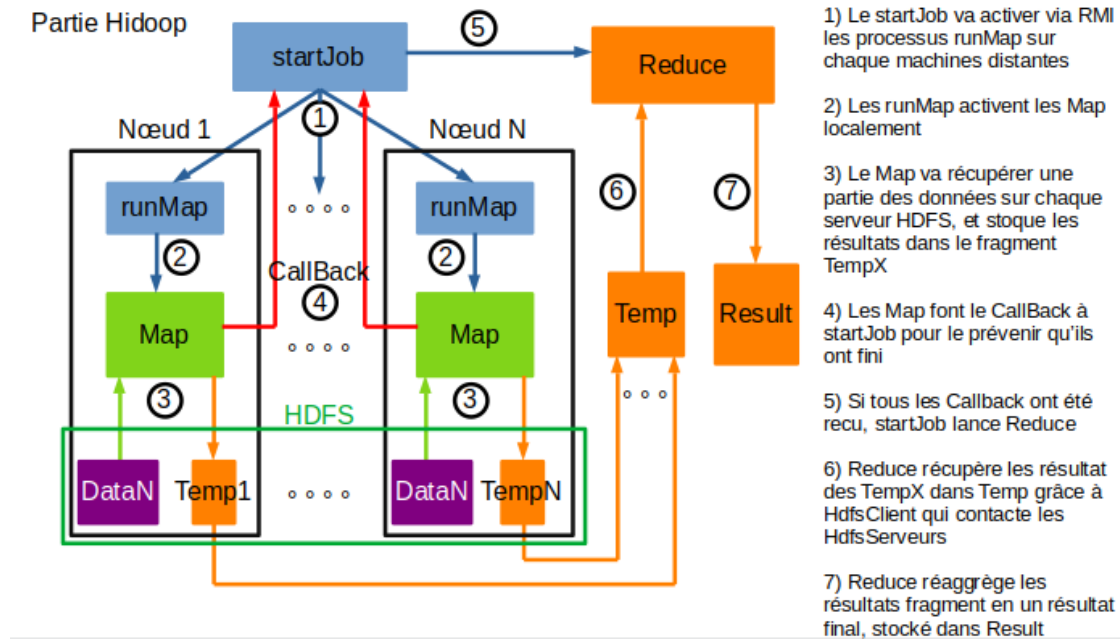 Partie Hidoop
startJob
5
Reduce
1
Nœud 1
Nœud N
runMap
runMap
2
2
CallBack
4
Map
Map
3
3
HDFS
DataN
Temp1
DataN
TempN
6
7
Temp
Result
1) Le startJob va activer via RMI
les processus runMap sur
chaque machines distantes
2) Les runMap activent les Map
localement
3) Le Map va récupérer une
partie des données sur chaque
serveur HDFS, et stoque les
résultats dans le fragment
TempX
4) Les Map font le CallBack à
startJob pour le prévenir qu'ils
ont fini
5) Si tous les Callback ont été
recu, startJob lance Reduce
6) Reduce récupère les résultat
des TempX dans Temp grâce à
HdfsClient qui contacte les
HdfsServeurs
7) Reduce réaggrège les
résultats fragment en un résultat
final, stocké dans Result